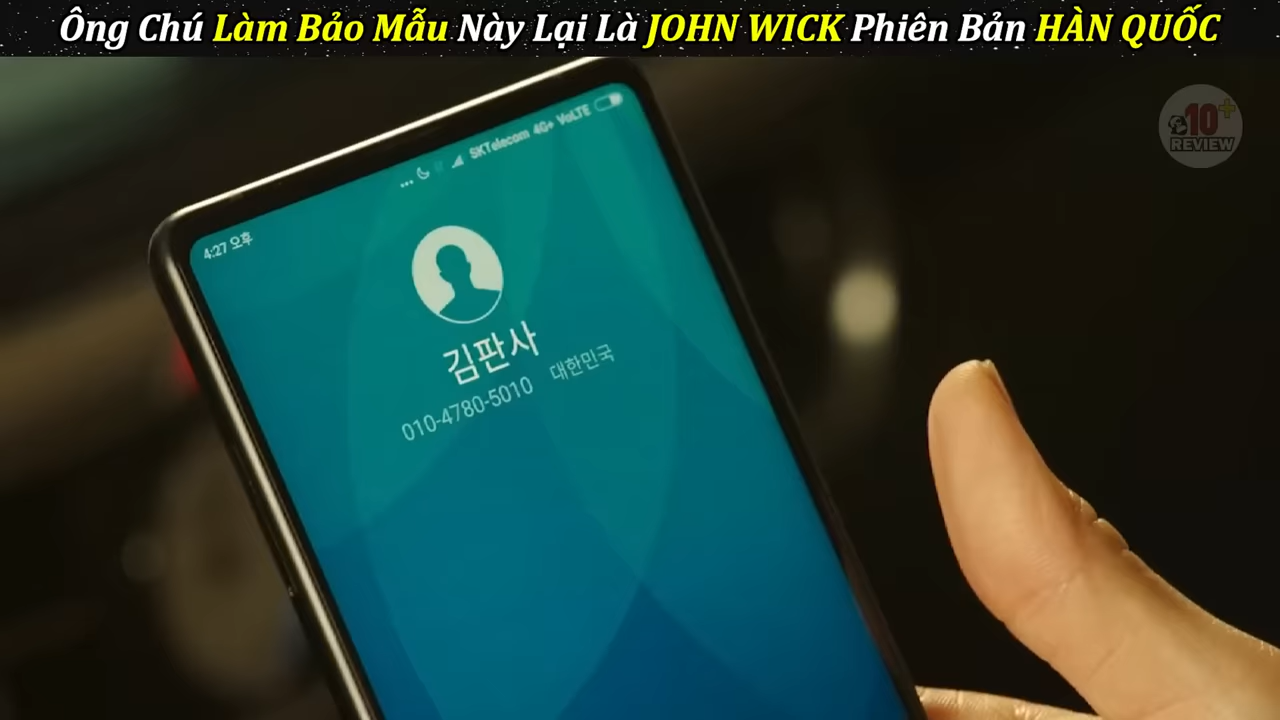 Ông Chú Làm Bảo Mẫu Này Lại Là JOHN WICK Phiên Bản HÀN QUỐC
10+
REVIEW
... SKTelecom 4G+ VoLTE
4:27 오후
김판사
010-4780-5010 대한민국